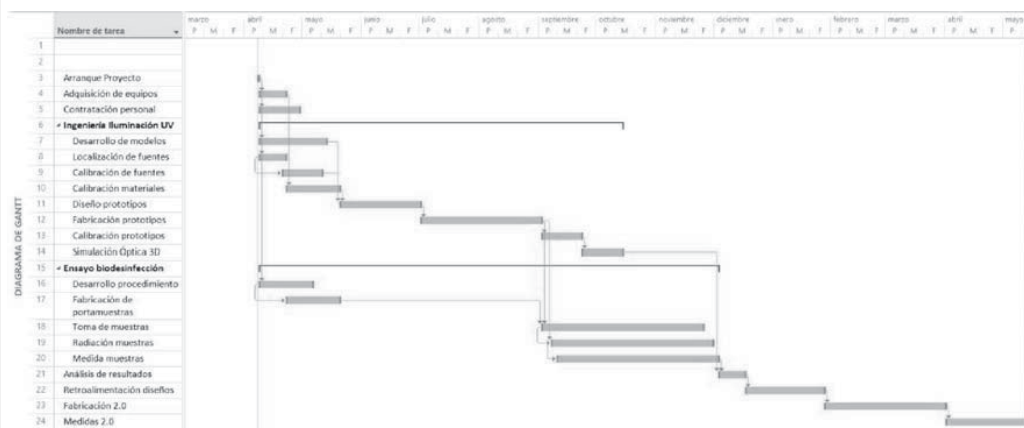 marzo abril mayo junio julio agosto septiembre octubre noviembre diciembre enero febrero marzo abril mayo
Nombre de tarea P M F P M F P M F P M F P M F P M F P M F P M F P M F P M F P M F P M F P M F P M F P
1
2
3 Arranque Proyecto
4 Adquisición de equipos
5 Contratación personal
6 Ingeniería Iluminación UV
7 Desarrollo de modelos
8 Localización de fuentes
9 Calibración de fuentes
10 Calibración materiales
11 Diseño prototipos
12 Fabricación prototipos
13 Calibración prototipos
14 Simulación Óptica 3D
15 Ensayo biodesinfección
16 Desarrollo procedimiento
17 Fabricación de
portamuestras
18 Toma de muestras
19 Radiación muestras
20 Medida muestras
21 Análisis de resultados
22 Retroalimentación diseños
23 Fabricación 2.0
24 Medidas 2.0
DIAGRAMA DE GANTT